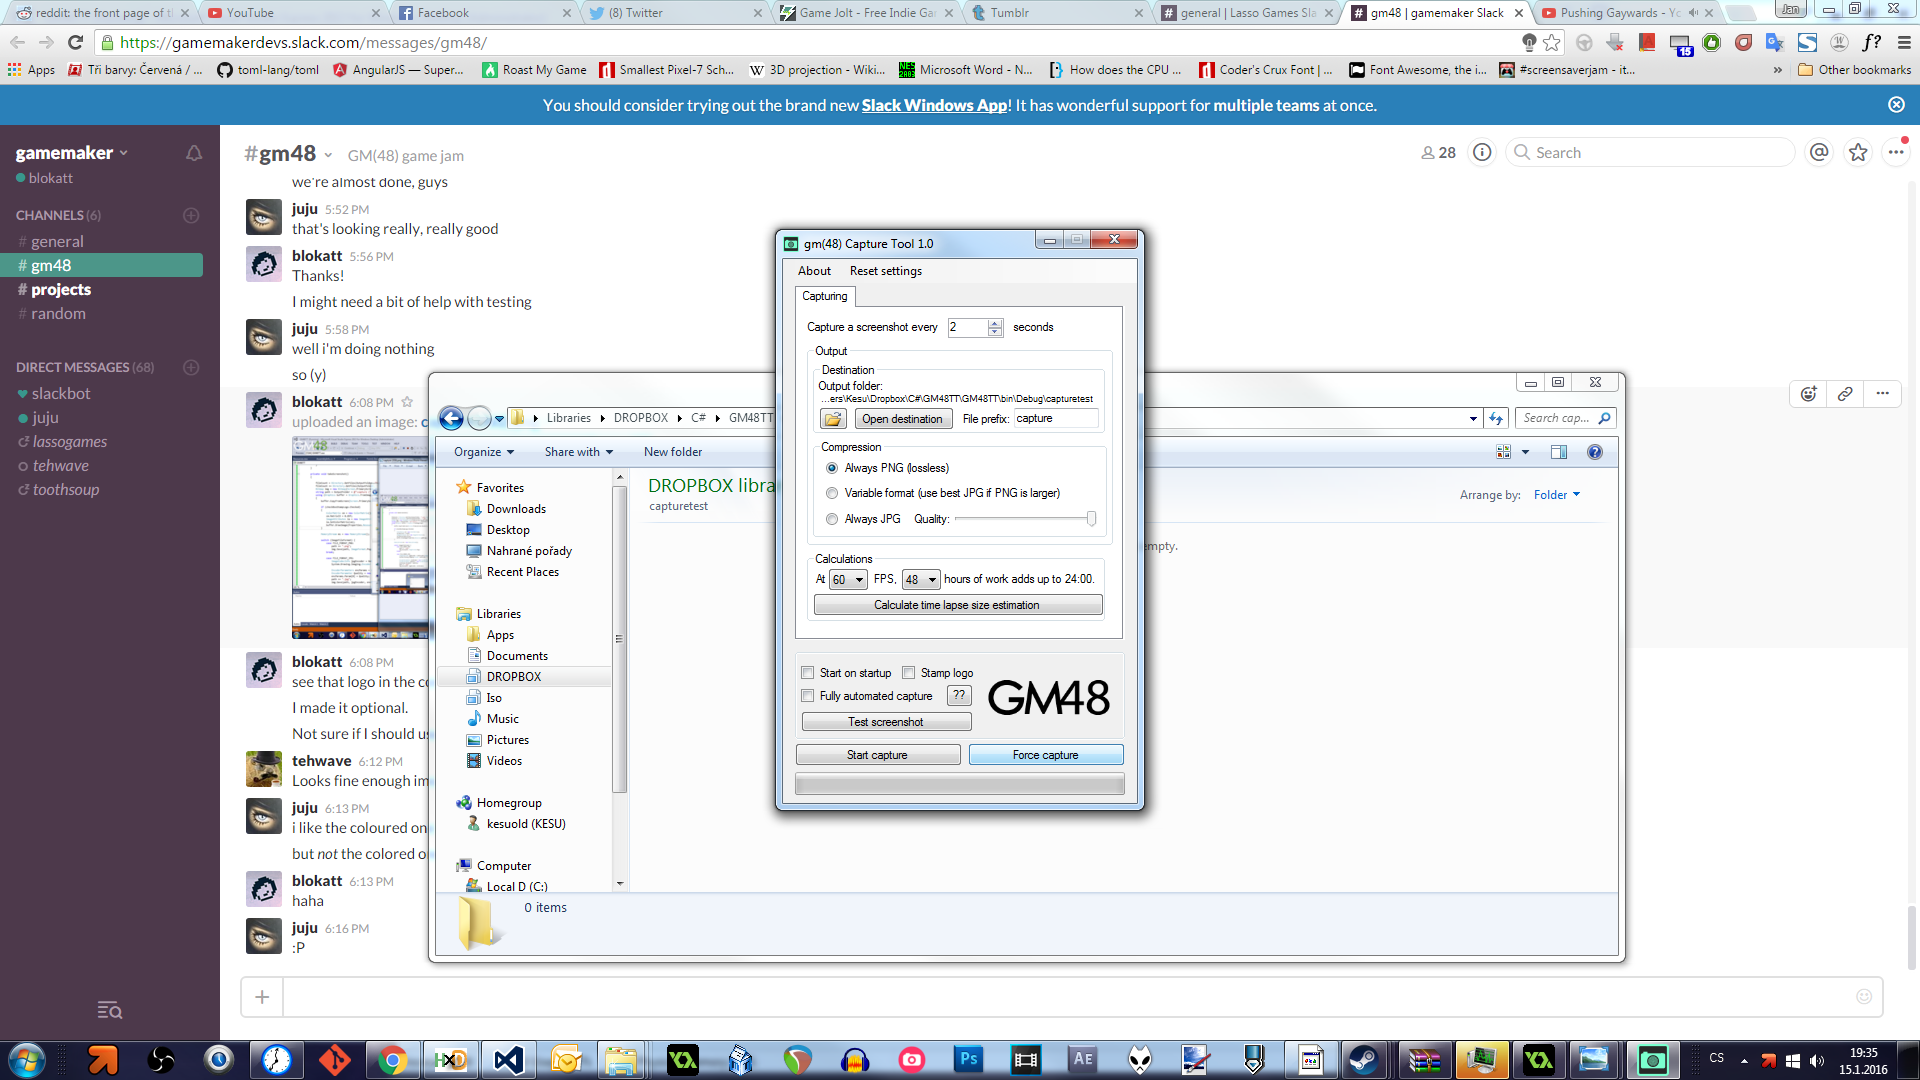 reddit: the front page of th
YouTube
Facebook
(8) Twitter
Game Jolt - Free Indie Gam
Tumblr
general | Lasso Games Sla
gm48 | gamemaker Slack
Pushing Gaywards - Yo
Jan
https://gamemakerdevs.slack.com/messages/gm48/
Apps
Tři barvy: Červená / ...
toml-lang/toml
AngularJS — Super...
Roast My Game
Smallest Pixel-7 Sch...
3D projection - Wiki...
Microsoft Word - N...
How does the CPU ...
Coder's Crux Font | ...
Font Awesome, the i...
#screensaverjam - it...
Other bookmarks
You should consider trying out the brand new Slack Windows App! It has wonderful support for multiple teams at once.
gamemaker
blokatt
CHANNELS (6)
# general
# gm48
# projects
# random
DIRECT MESSAGES (68)
slackbot
juju
lassogames
tehwave
toothsoup
#gm48
GM(48) game jam
28
Search
we're almost done, guys
juju 5:52 PM
that's looking really, really good
blokatt 5:56 PM
Thanks!
I might need a bit of help with testing
juju 5:58 PM
well i'm doing nothing
so (y)
blokatt 6:08 PM
uploaded an image: c
blokatt 6:08 PM
see that logo in the co
I made it optional.
Not sure if I should us
tehwave 6:12 PM
Looks fine enough im
juju 6:13 PM
i like the coloured on
but not the colored o
blokatt 6:13 PM
haha
juju 6:16 PM
:P
gm(48) Capture Tool 1.0
About
Reset settings
Capturing
Capture a screenshot every 2 seconds
Output
Destination
Output folder:
...ers\Kesu\Dropbox\C#\GM48TT\GM48TT\bin\Debug\capturetest
Open destination
File prefix: capture
Compression
Always PNG (lossless)
Variable format (use best JPG if PNG is larger)
Always JPG
Quality:
Calculations
At 60 FPS, 48 hours of work adds up to 24:00.
Calculate time lapse size estimation
Start on startup
Stamp logo
Fully automated capture
??
Test screenshot
GM48
Start capture
Force capture
Libraries
DROPBOX
C#
GM48TT
Search cap...
Organize
Share with
New folder
DROPBOX libra
capturetest
Arrange by: Folder
empty.
Favorites
Downloads
Desktop
Nahrané pořady
Recent Places
Libraries
Apps
Documents
DROPBOX
Iso
Music
Pictures
Videos
Homegroup
kesuold (KESU)
Computer
Local D (C:)
0 items
CS
19:35
15.1.2016